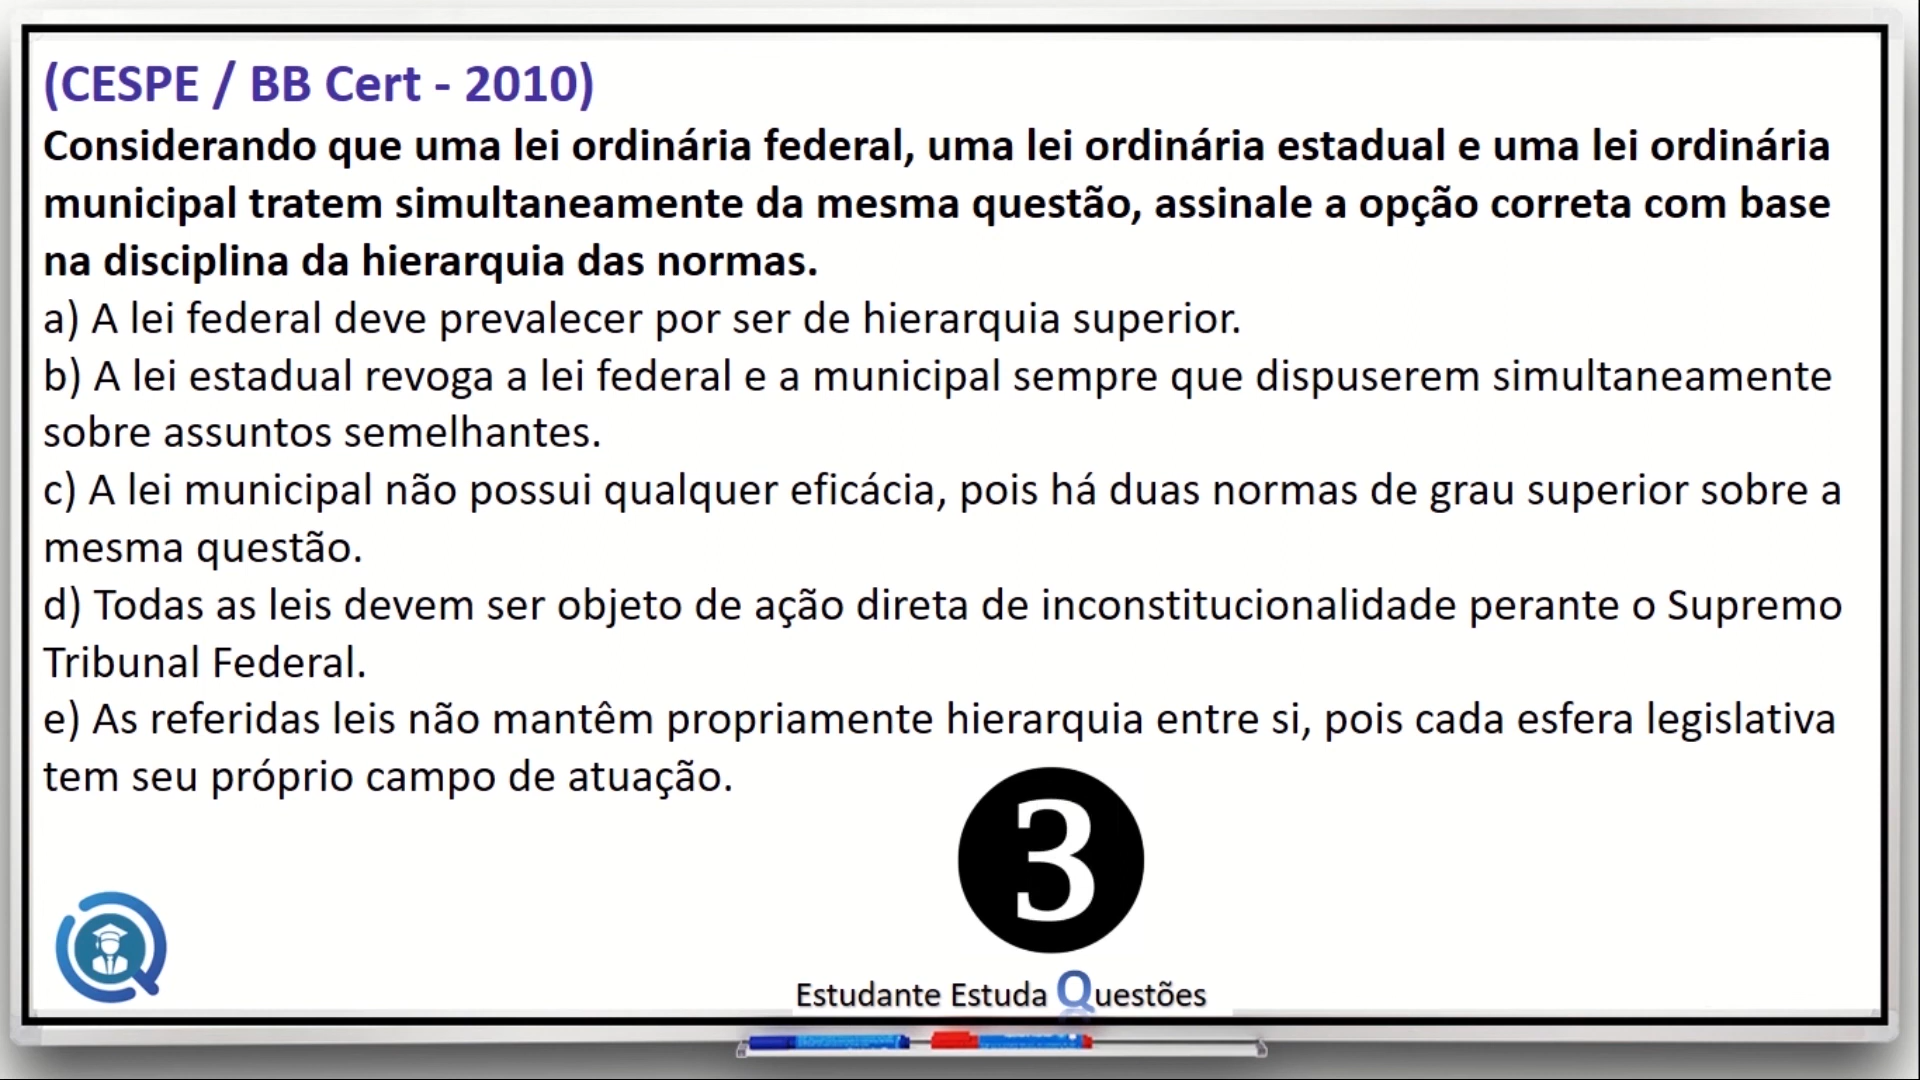 (CESPE / BB Cert - 2010)
Considerando que uma lei ordinária federal, uma lei ordinária estadual e uma lei ordinária
municipal tratem simultaneamente da mesma questão, assinale a opção correta com base
na disciplina da hierarquia das normas.
a) A lei federal deve prevalecer por ser de hierarquia superior.
b) A lei estadual revoga a lei federal e a municipal sempre que dispuserem simultaneamente
sobre assuntos semelhantes.
c) A lei municipal não possui qualquer eficácia, pois há duas normas de grau superior sobre a
mesma questão.
d) Todas as leis devem ser objeto de ação direta de inconstitucionalidade perante o Supremo
Tribunal Federal.
e) As referidas leis não mantêm propriamente hierarquia entre si, pois cada esfera legislativa
tem seu próprio campo de atuação.
3
Estudante Estuda Questões